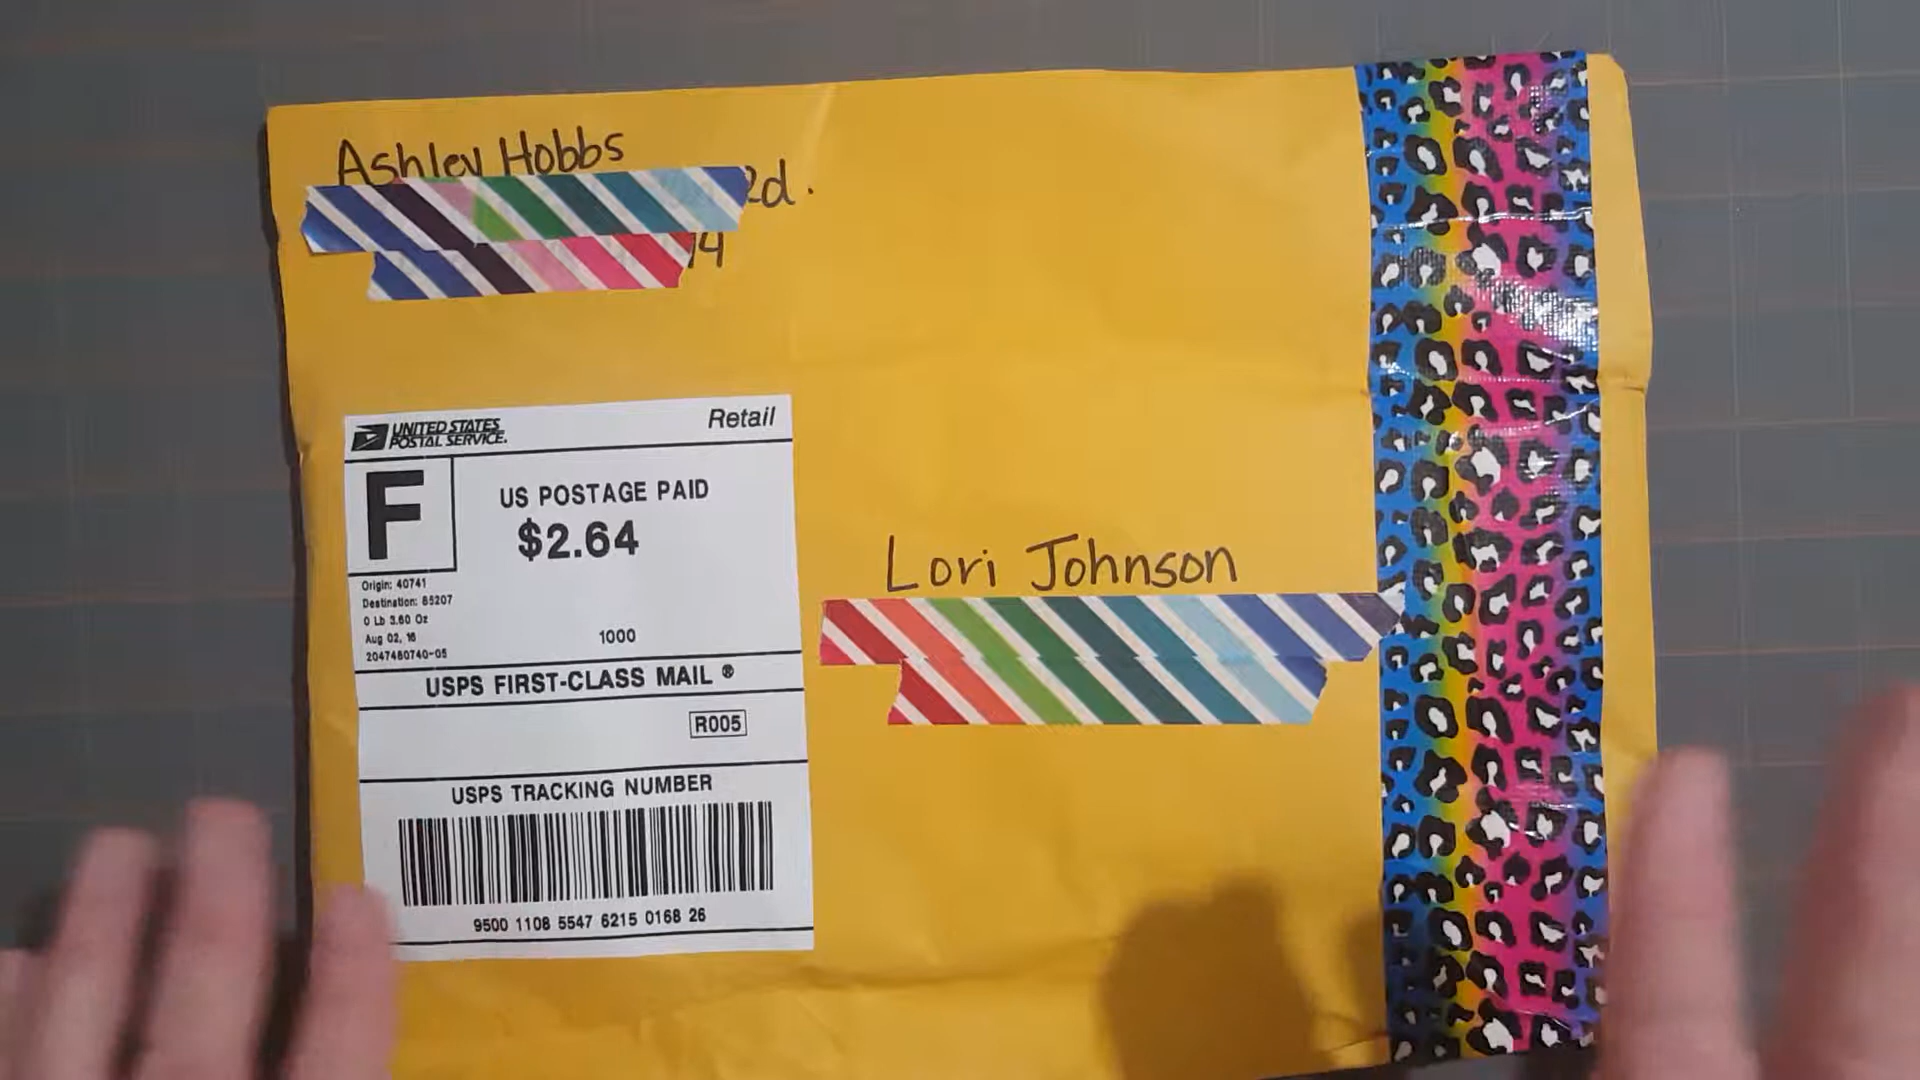 Ashley Hobbs
Rd.
UNITED STATES
POSTAL SERVICE.
Retail
F
US POSTAGE PAID
$2.64
Origin: 40741
Destination: 85207
0 Lb 3.60 Oz
Aug 02, 16
2047480740-05
1000
USPS FIRST-CLASS MAIL ®
R005
USPS TRACKING NUMBER
9500 1108 5547 6215 0168 26
Lori Johnson